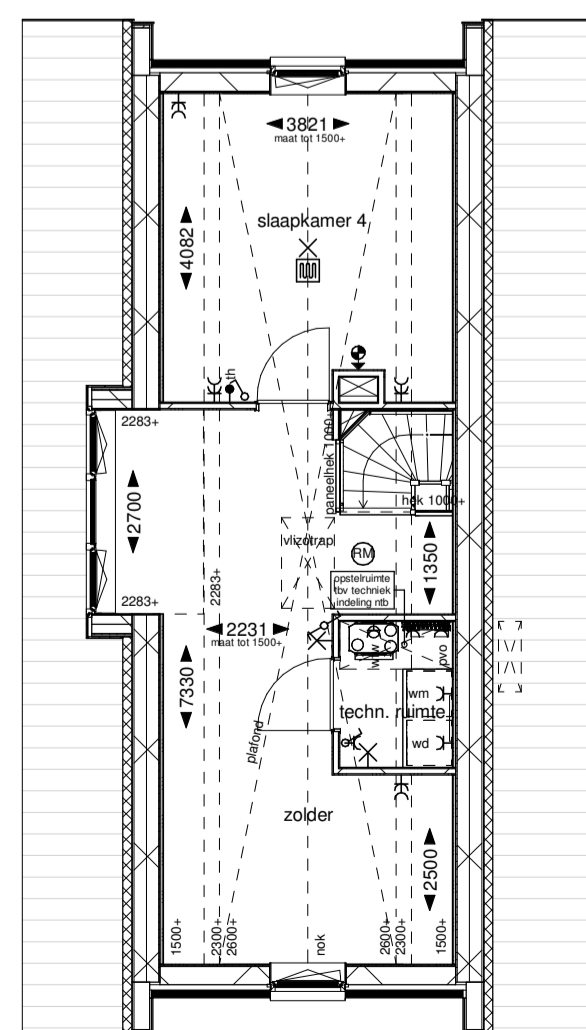 3821
maat tot 1500+
slaapkamer 4
4082
th
2283+
paneelhek 1000+
hek 1000+
2700
vlizotrap
RM
1350
opstelruimte
tbv techniek
indeling ntb
2283+
2283+
2231
maat tot 1500+
7330
wtw
pvo
wm
techn. ruimte
plafond
wd
zolder
2500
1500+
2300+
2600+
nok
2600+
2300+
1500+